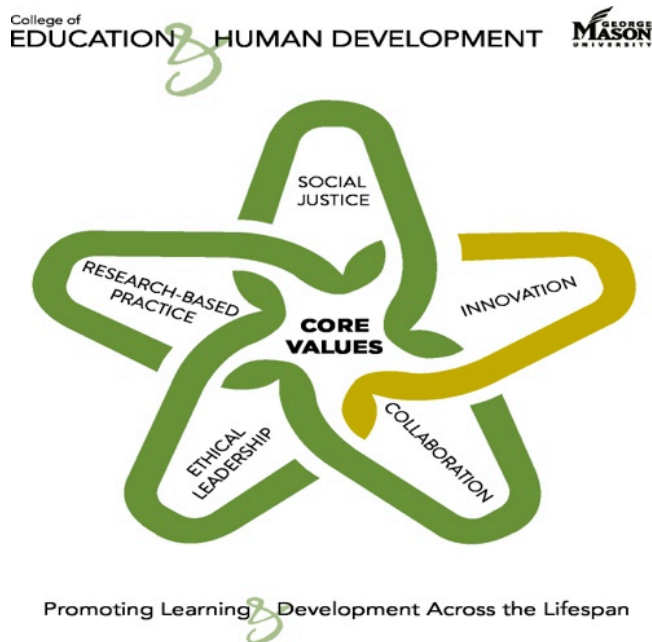 College of
EDUCATION & HUMAN DEVELOPMENT
GEORGE
MASON
UNIVERSITY
SOCIAL
JUSTICE
RESEARCH-BASED
PRACTICE
INNOVATION
CORE
VALUES
ETHICAL
LEADERSHIP
COLLABORATION
Promoting Learning & Development Across the Lifespan